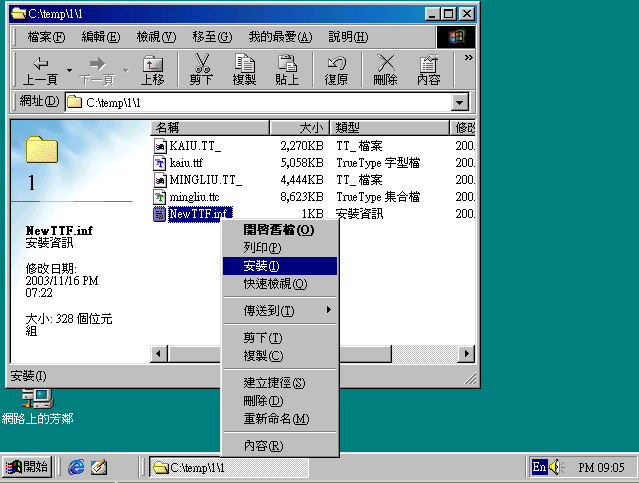 C:\temp\1\1
檔案(F) 編輯(E) 檢視(V) 移至(G) 我的最愛(A) 說明(H)
上一頁 下一頁 上移 剪下 複製 貼上 復原 刪除 內容 »
網址(D) C:\temp\1\1
名稱 大小 類型 修改
KAIU.TT_ 2,270KB TT_ 檔案 200
kaiu.ttf 5,058KB TrueType 字型檔 200
MINGLIU.TT_ 4,444KB TT_ 檔案 200
mingliu.ttc 8,623KB TrueType 集合檔 200
NewTTF.inf 1KB 安裝資訊 200
1
NewTTF.inf
安裝資訊
修改日期:
2003/11/16 PM
07:22
大小: 328 個位元
組
開啓舊檔(O)
列印(P)
安裝(I)
快速檢視(Q)
傳送到(T)
剪下(T)
複製(C)
建立捷徑(S)
刪除(D)
重新命名(M)
內容(R)
安裝(I)
網路上的芳鄰
開始 C:\temp\1\1 En PM 09:05